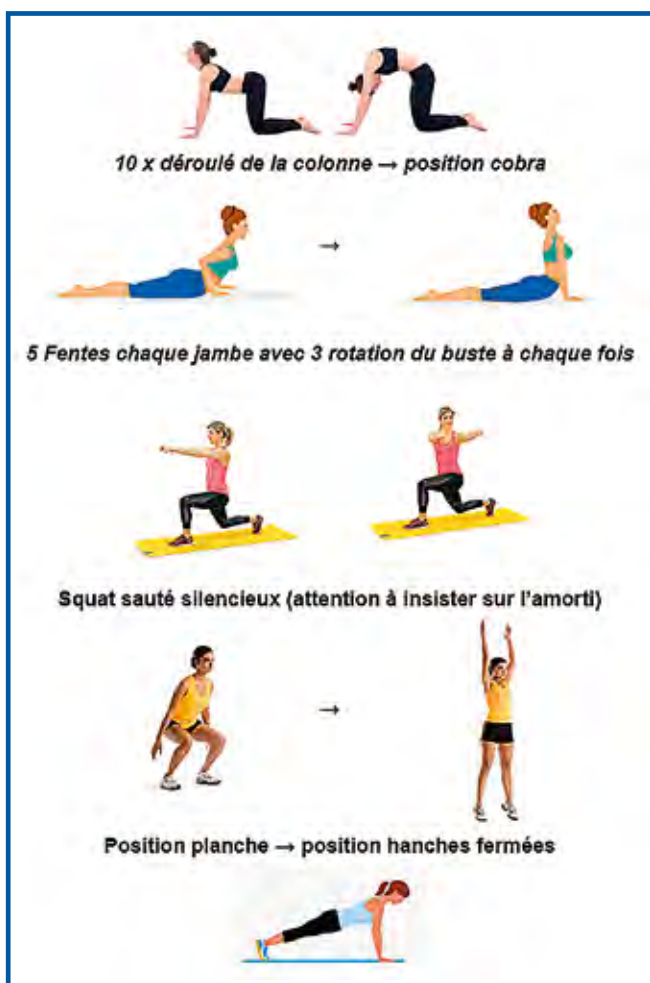 10 x déroulé de la colonne → position cobra
→
5 Fentes chaque jambe avec 3 rotation du buste à chaque fois
Squat sauté silencieux (attention à insister sur l'amorti)
→
Position planche → position hanches fermées